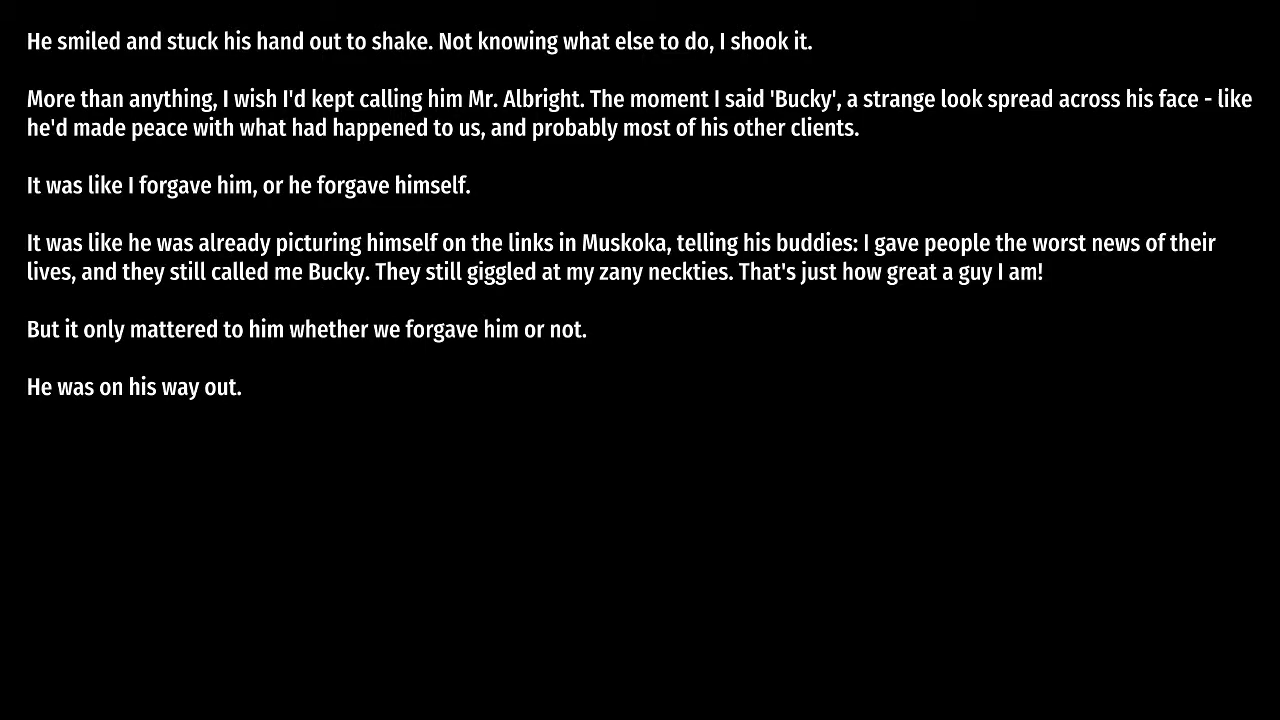 He smiled and stuck his hand out to shake. Not knowing what else to do, I shook it.
More than anything, I wish I'd kept calling him Mr. Albright. The moment I said 'Bucky', a strange look spread across his face - like
he'd made peace with what had happened to us, and probably most of his other clients.
It was like I forgave him, or he forgave himself.
It was like he was already picturing himself on the links in Muskoka, telling his buddies: I gave people the worst news of their
lives, and they still called me Bucky. They still giggled at my zany neckties. That's just how great a guy I am!
But it only mattered to him whether we forgave him or not.
He was on his way out.